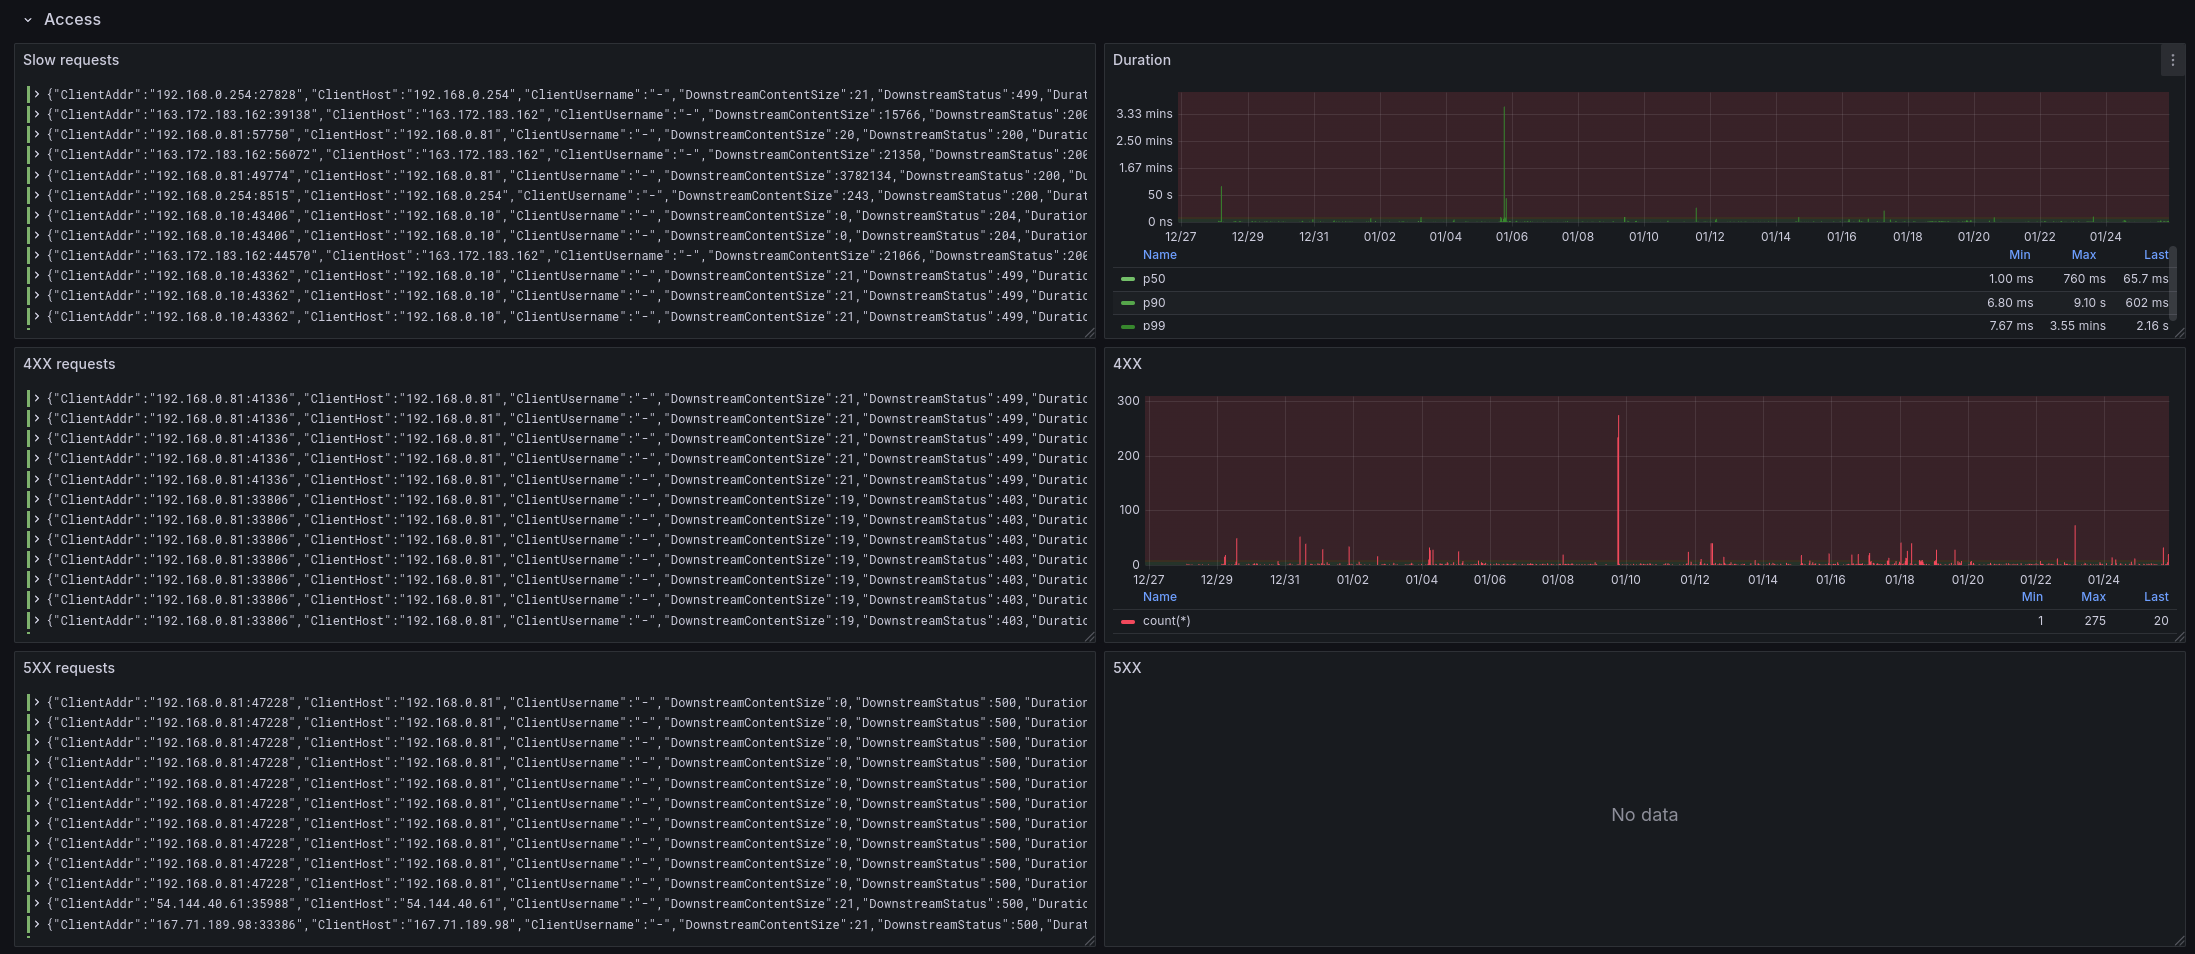 Access
Slow requests
{"ClientAddr":"192.168.0.254:27828","ClientHost":"192.168.0.254","ClientUsername":"-","DownstreamContentSize":21,"DownstreamStatus":499,"Durat
{"ClientAddr":"163.172.183.162:39138","ClientHost":"163.172.183.162","ClientUsername":"-","DownstreamContentSize":15766,"DownstreamStatus":200
{"ClientAddr":"192.168.0.81:57750","ClientHost":"192.168.0.81","ClientUsername":"-","DownstreamContentSize":20,"DownstreamStatus":200,"Duratio
{"ClientAddr":"163.172.183.162:56072","ClientHost":"163.172.183.162","ClientUsername":"-","DownstreamContentSize":21350,"DownstreamStatus":200
{"ClientAddr":"192.168.0.81:49774","ClientHost":"192.168.0.81","ClientUsername":"-","DownstreamContentSize":3782134,"DownstreamStatus":200,"Du
{"ClientAddr":"192.168.0.254:8515","ClientHost":"192.168.0.254","ClientUsername":"-","DownstreamContentSize":243,"DownstreamStatus":200,"Durat
{"ClientAddr":"192.168.0.10:43406","ClientHost":"192.168.0.10","ClientUsername":"-","DownstreamContentSize":0,"DownstreamStatus":204,"Duration
{"ClientAddr":"192.168.0.10:43406","ClientHost":"192.168.0.10","ClientUsername":"-","DownstreamContentSize":0,"DownstreamStatus":204,"Duration
{"ClientAddr":"163.172.183.162:44570","ClientHost":"163.172.183.162","ClientUsername":"-","DownstreamContentSize":21066,"DownstreamStatus":200
{"ClientAddr":"192.168.0.10:43362","ClientHost":"192.168.0.10","ClientUsername":"-","DownstreamContentSize":21,"DownstreamStatus":499,"Duratio
{"ClientAddr":"192.168.0.10:43362","ClientHost":"192.168.0.10","ClientUsername":"-","DownstreamContentSize":21,"DownstreamStatus":499,"Duratio
{"ClientAddr":"192.168.0.10:43362","ClientHost":"192.168.0.10","ClientUsername":"-","DownstreamContentSize":21,"DownstreamStatus":499,"Duratio
Duration
3.33 mins
2.50 mins
1.67 mins
50 s
0 ns
12/27 12/29 12/31 01/02 01/04 01/06 01/08 01/10 01/12 01/14 01/16 01/18 01/20 01/22 01/24
Name Min Max Last
p50 1.00 ms 760 ms 65.7 ms
p90 6.80 ms 9.10 s 602 ms
p99 7.67 ms 3.55 mins 2.16 s
4XX requests
{"ClientAddr":"192.168.0.81:41336","ClientHost":"192.168.0.81","ClientUsername":"-","DownstreamContentSize":21,"DownstreamStatus":499,"Duratio
{"ClientAddr":"192.168.0.81:41336","ClientHost":"192.168.0.81","ClientUsername":"-","DownstreamContentSize":21,"DownstreamStatus":499,"Duratio
{"ClientAddr":"192.168.0.81:41336","ClientHost":"192.168.0.81","ClientUsername":"-","DownstreamContentSize":21,"DownstreamStatus":499,"Duratio
{"ClientAddr":"192.168.0.81:41336","ClientHost":"192.168.0.81","ClientUsername":"-","DownstreamContentSize":21,"DownstreamStatus":499,"Duratio
{"ClientAddr":"192.168.0.81:41336","ClientHost":"192.168.0.81","ClientUsername":"-","DownstreamContentSize":21,"DownstreamStatus":499,"Duratio
{"ClientAddr":"192.168.0.81:33806","ClientHost":"192.168.0.81","ClientUsername":"-","DownstreamContentSize":19,"DownstreamStatus":403,"Duratio
{"ClientAddr":"192.168.0.81:33806","ClientHost":"192.168.0.81","ClientUsername":"-","DownstreamContentSize":19,"DownstreamStatus":403,"Duratio
{"ClientAddr":"192.168.0.81:33806","ClientHost":"192.168.0.81","ClientUsername":"-","DownstreamContentSize":19,"DownstreamStatus":403,"Duratio
{"ClientAddr":"192.168.0.81:33806","ClientHost":"192.168.0.81","ClientUsername":"-","DownstreamContentSize":19,"DownstreamStatus":403,"Duratio
{"ClientAddr":"192.168.0.81:33806","ClientHost":"192.168.0.81","ClientUsername":"-","DownstreamContentSize":19,"DownstreamStatus":403,"Duratio
{"ClientAddr":"192.168.0.81:33806","ClientHost":"192.168.0.81","ClientUsername":"-","DownstreamContentSize":19,"DownstreamStatus":403,"Duratio
{"ClientAddr":"192.168.0.81:33806","ClientHost":"192.168.0.81","ClientUsername":"-","DownstreamContentSize":19,"DownstreamStatus":403,"Duratio
4XX
300
200
100
0
12/27 12/29 12/31 01/02 01/04 01/06 01/08 01/10 01/12 01/14 01/16 01/18 01/20 01/22 01/24
Name Min Max Last
count(*) 1 275 20
5XX requests
{"ClientAddr":"192.168.0.81:47228","ClientHost":"192.168.0.81","ClientUsername":"-","DownstreamContentSize":0,"DownstreamStatus":500,"Duration
{"ClientAddr":"192.168.0.81:47228","ClientHost":"192.168.0.81","ClientUsername":"-","DownstreamContentSize":0,"DownstreamStatus":500,"Duration
{"ClientAddr":"192.168.0.81:47228","ClientHost":"192.168.0.81","ClientUsername":"-","DownstreamContentSize":0,"DownstreamStatus":500,"Duration
{"ClientAddr":"192.168.0.81:47228","ClientHost":"192.168.0.81","ClientUsername":"-","DownstreamContentSize":0,"DownstreamStatus":500,"Duration
{"ClientAddr":"192.168.0.81:47228","ClientHost":"192.168.0.81","ClientUsername":"-","DownstreamContentSize":0,"DownstreamStatus":500,"Duration
{"ClientAddr":"192.168.0.81:47228","ClientHost":"192.168.0.81","ClientUsername":"-","DownstreamContentSize":0,"DownstreamStatus":500,"Duration
{"ClientAddr":"192.168.0.81:47228","ClientHost":"192.168.0.81","ClientUsername":"-","DownstreamContentSize":0,"DownstreamStatus":500,"Duration
{"ClientAddr":"192.168.0.81:47228","ClientHost":"192.168.0.81","ClientUsername":"-","DownstreamContentSize":0,"DownstreamStatus":500,"Duration
{"ClientAddr":"192.168.0.81:47228","ClientHost":"192.168.0.81","ClientUsername":"-","DownstreamContentSize":0,"DownstreamStatus":500,"Duration
{"ClientAddr":"192.168.0.81:47228","ClientHost":"192.168.0.81","ClientUsername":"-","DownstreamContentSize":0,"DownstreamStatus":500,"Duration
{"ClientAddr":"54.144.40.61:35988","ClientHost":"54.144.40.61","ClientUsername":"-","DownstreamContentSize":21,"DownstreamStatus":500,"Duratio
{"ClientAddr":"167.71.189.98:33386","ClientHost":"167.71.189.98","ClientUsername":"-","DownstreamContentSize":21,"DownstreamStatus":500,"Durat
5XX
No data